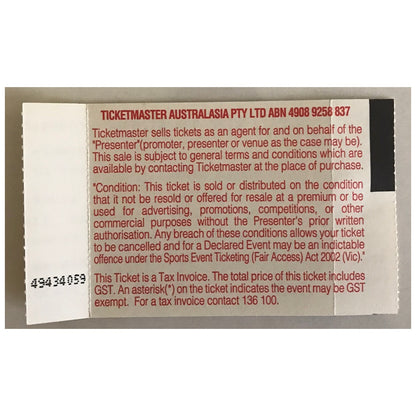 TICKETMASTER AUSTRALASIA PTY LTD ABN 4908 9258 837
Ticketmaster sells tickets as an agent for and on behalf of the
"Presenter"(promoter, presenter or venue as the case may be).
This sale is subject to general terms and conditions which are
available by contacting Ticketmaster at the place of purchase.
"Condition: This ticket is sold or distributed on the condition
that it not be resold or offered for resale at a premium or be
used for advertising, promotions, competitions, or other
commercial purposes without the Presenter's prior written
authorisation. Any breach of these conditions allows your ticket
to be cancelled and for a Declared Event may be an indictable
offence under the Sports Event Ticketing (Fair Access) Act 2002 (Vic)."
This Ticket is a Tax Invoice. The total price of this ticket includes
GST. An asterisk(*) on the ticket indicates the event may be GST
exempt. For a tax invoice contact 136 100.
49434059